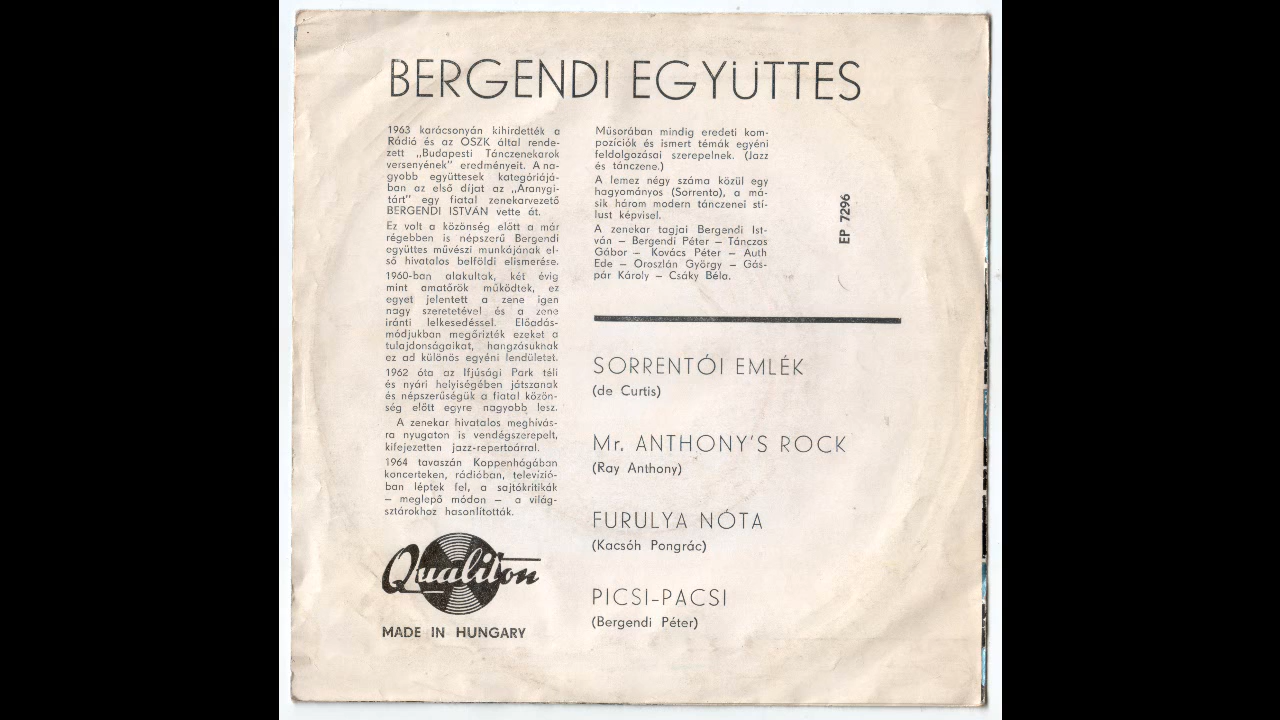 BERGENDI EGYÜTTES
1963 karácsonyán kihirdették a
Rádió és az OSZK által rende-
zett „Budapesti Tánczenekarok
versenyének" eredményeit. A na-
gyobb együttesek kategóriájá-
ban az első díjat az „Aranygi-
tárt" egy fiatal zenekarvezető
BERGENDI ISTVÁN vette át.
Ez volt a közönség előtt a már
régebben is népszerű Bergendi
együttes művészi munkájának el-
ső hivatalos belföldi elismerése.
1960-ban alakultak, két évig
mint amatőrök működtek, ez
egyet jelentett a zene igen
nagy szeretetével és a zene
iránti lelkesedéssel. Előadás-
módjukban megőrizték ezeket a
tulajdonságaikat, hangzásuknak
ez ad különös egyéni lendületet.
1962 óta az Ifjúsági Park téli
és nyári helyiségében játszanak
és népszerűségük a fiatal közön-
ség előtt egyre nagyobb lesz.
A zenekar hivatalos meghívás-
ra nyugaton is vendégszerepelt,
kifejezetten jazz-repertoárral.
1964 tavaszán Koppenhágában
koncerteken, rádióban, televízió-
ban léptek fel, a sajtókritikák
– meglepő módon – a világ-
sztárokhoz hasonlították.
Qualiton
MADE IN HUNGARY
Műsorában mindig eredeti kom-
pozíciók és ismert témák egyéni
feldolgozásai szerepelnek. (Jazz
és tánczene.)
A lemez négy száma közül egy
hagyományos (Sorrento), a má-
sik három modern tánczenei stí-
lust képvisel.
A zenekar tagjai Bergendi Ist-
ván – Bergendi Péter – Tánczos
Gábor – Kovács Péter – Auth
Ede – Oroszlán György – Gás-
pár Károly – Csáky Béla.
EP 7296
SORRENTÓI EMLÉK
(de Curtis)
Mr. ANTHONY'S ROCK
(Ray Anthony)
FURULYA NÓTA
(Kacsóh Pongrác)
PICSI-PACSI
(Bergendi Péter)